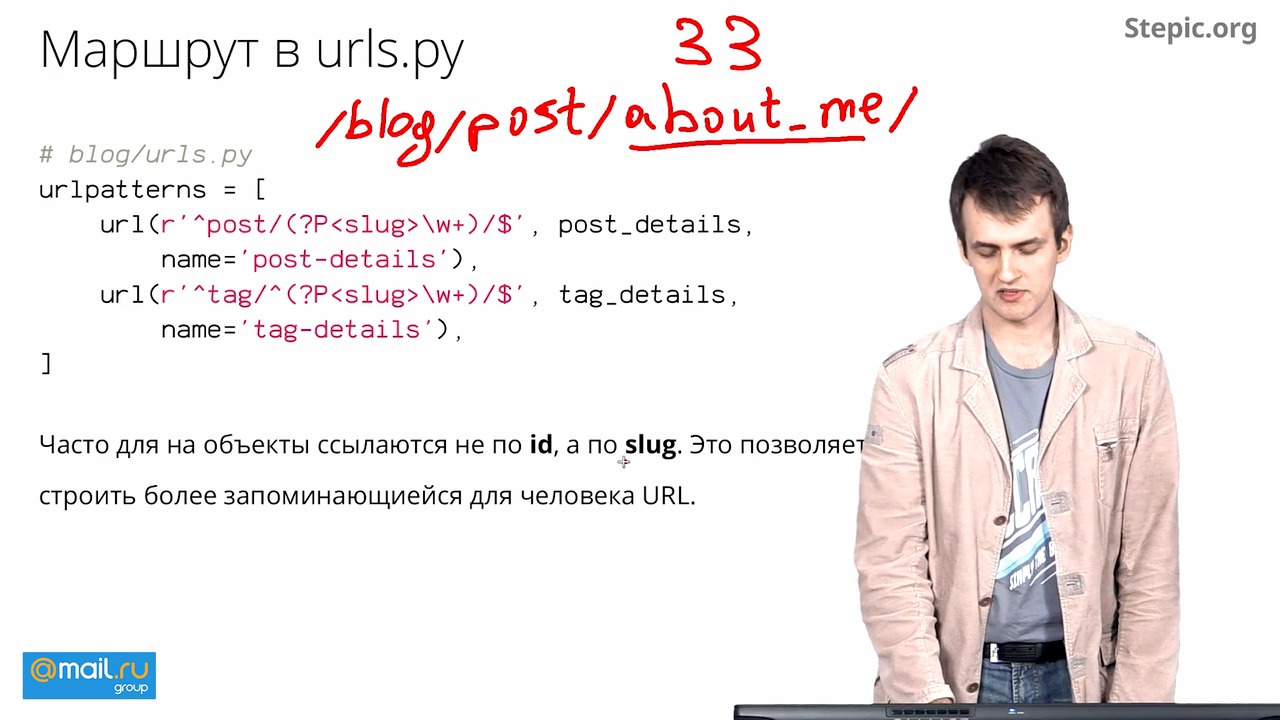 Маршрут в urls.py
33
Stepic.org
/blog/post/about_me/
# blog/urls.py
urlpatterns = [
url(r'^post/(?P<slug>\w+)/$', post_details,
name='post-details'),
url(r'^tag/^(?P<slug>\w+)/$', tag_details,
name='tag-details'),
]
Часто для на объекты ссылаются не по id, а по slug. Это позволяет
строить более запоминающиейся для человека URL.
@mail.ru
group